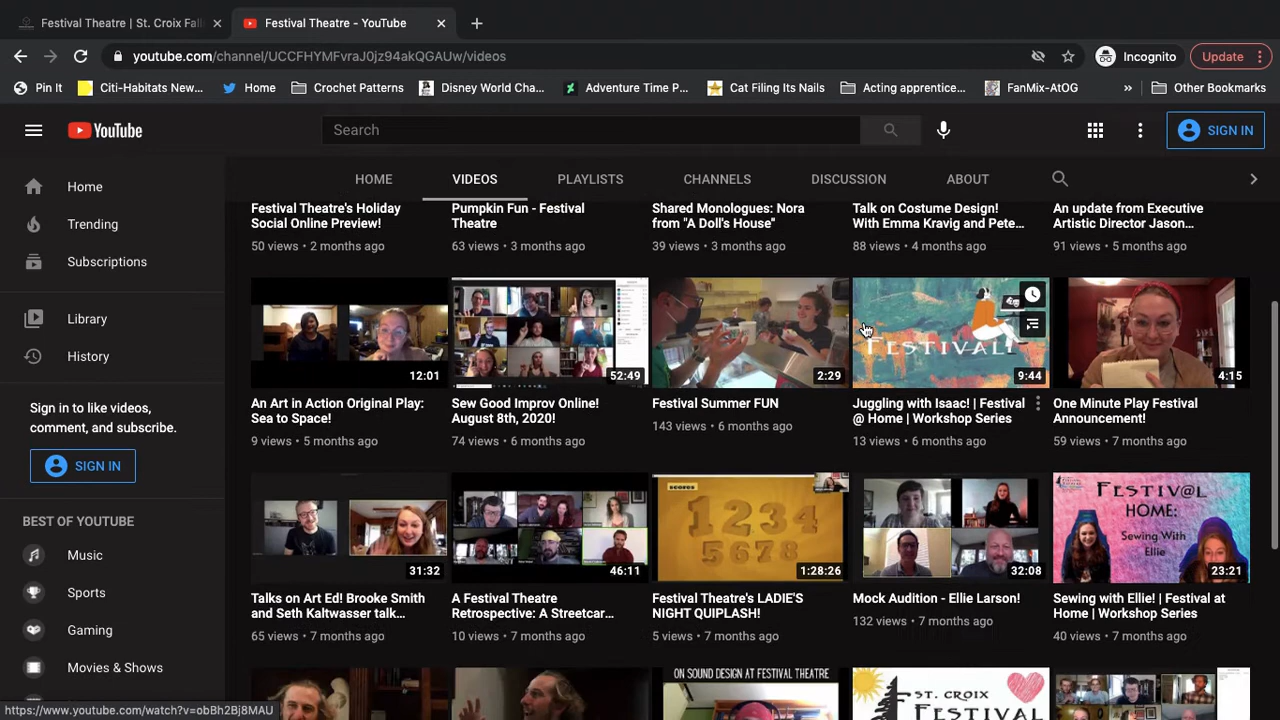 Festival Theatre | St. Croix Fall
Festival Theatre - YouTube
youtube.com/channel/UCCFHYMFvraJ0jz94akQGAUw/videos
Incognito
Update
Pin It
Citi-Habitats New...
Home
Crochet Patterns
Disney World Cha...
Adventure Time P...
Cat Filing Its Nails
Acting apprentice...
FanMix-AtOG
»
Other Bookmarks
YouTube
Search
SIGN IN
HOME
VIDEOS
PLAYLISTS
CHANNELS
DISCUSSION
ABOUT
Home
Trending
Subscriptions
Library
History
Sign in to like videos,
comment, and subscribe.
SIGN IN
BEST OF YOUTUBE
Music
Sports
Gaming
Movies & Shows
Festival Theatre's Holiday
Social Online Preview!
50 views • 2 months ago
Pumpkin Fun - Festival
Theatre
63 views • 3 months ago
Shared Monologues: Nora
from "A Doll's House"
39 views • 3 months ago
Talk on Costume Design!
With Emma Kravig and Pete...
88 views • 4 months ago
An update from Executive
Artistic Director Jason...
91 views • 5 months ago
12:01
An Art in Action Original Play:
Sea to Space!
9 views • 5 months ago
52:49
Sew Good Improv Online!
August 8th, 2020!
74 views • 6 months ago
2:29
Festival Summer FUN
143 views • 6 months ago
FESTIVAL!
9:44
Juggling with Isaac! | Festival
@ Home | Workshop Series
13 views • 6 months ago
4:15
One Minute Play Festival
Announcement!
59 views • 7 months ago
31:32
Talks on Art Ed! Brooke Smith
and Seth Kaltwasser talk...
65 views • 7 months ago
46:11
A Festival Theatre
Retrospective: A Streetcar...
10 views • 7 months ago
SCORES
1 2 3 4
5 6 7 8
1:28:26
Festival Theatre's LADIE'S
NIGHT QUIPLASH!
5 views • 7 months ago
32:08
Mock Audition - Ellie Larson!
132 views • 7 months ago
FESTIV@L
HOME:
Sewing With
Ellie!
23:21
Sewing with Ellie! | Festival at
Home | Workshop Series
40 views • 7 months ago
ON SOUND DESIGN AT FESTIVAL THEATRE
ST. CROIX
FESTIVAL
https://www.youtube.com/watch?v=obBh2Bj8MAU